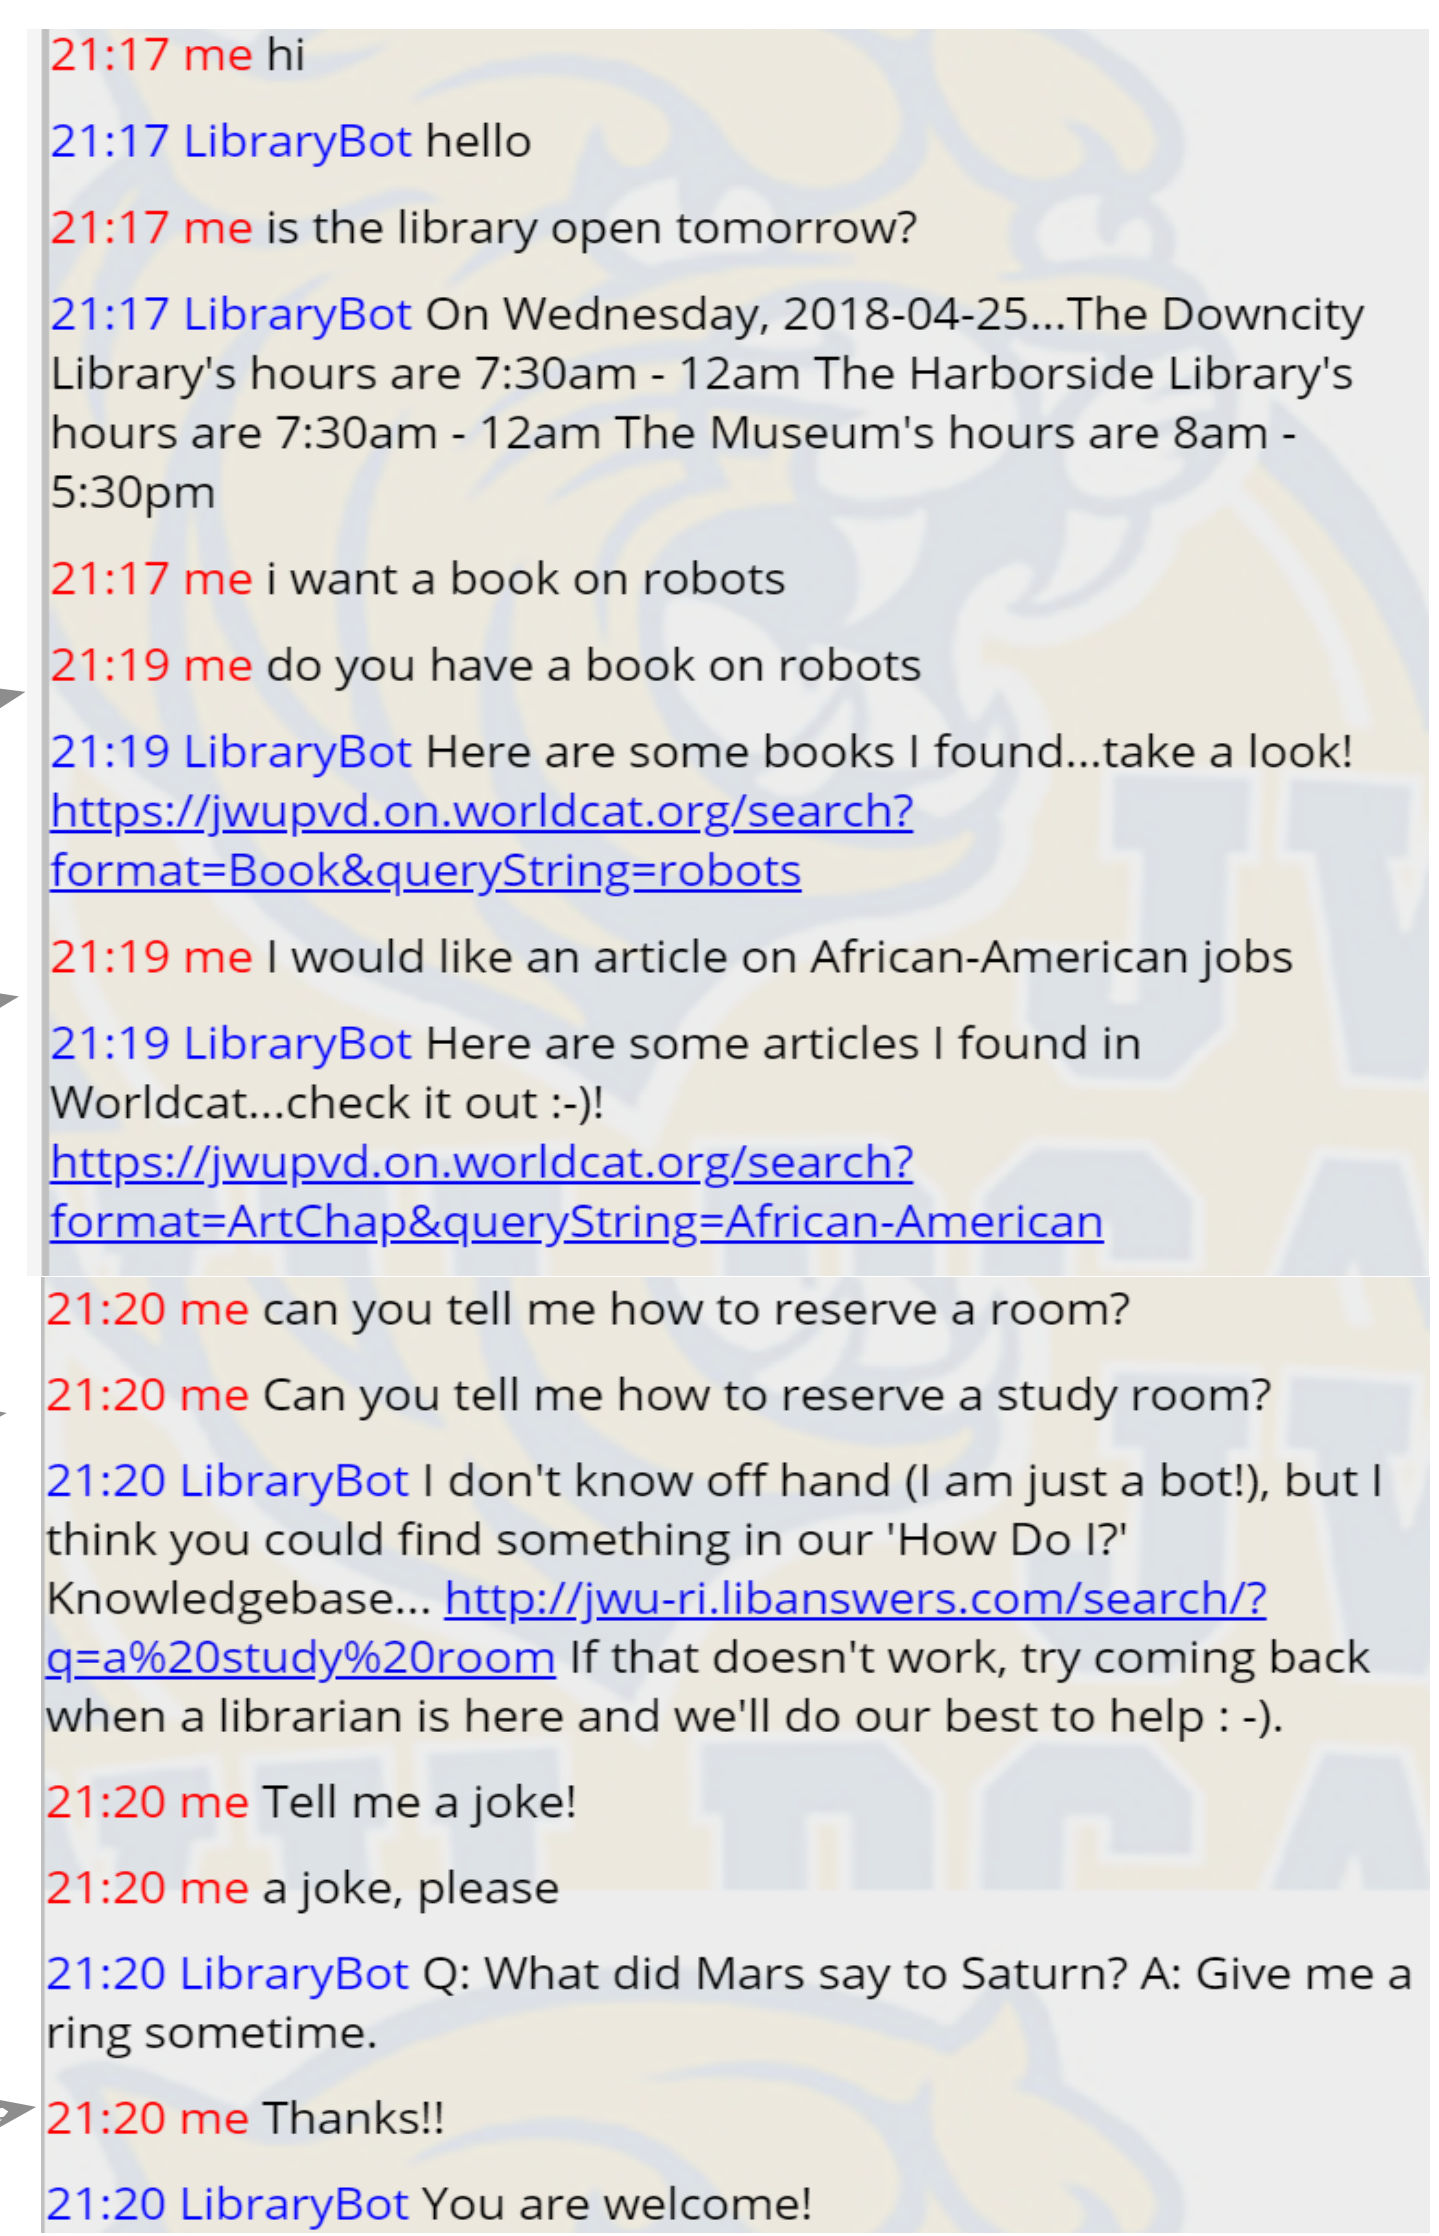 21:17 me hi
21:17 LibraryBot hello
21:17 me is the library open tomorrow?
21:17 LibraryBot On Wednesday, 2018-04-25...The Downcity
Library's hours are 7:30am - 12am The Harborside Library's
hours are 7:30am - 12am The Museum's hours are 8am -
5:30pm
21:17 me i want a book on robots
21:19 me do you have a book on robots
21:19 LibraryBot Here are some books I found...take a look!
https://jwupvd.on.worldcat.org/search?
format=Book&queryString=robots
21:19 me I would like an article on African-American jobs
21:19 LibraryBot Here are some articles I found in
Worldcat...check it out :-)!
https://jwupvd.on.worldcat.org/search?
format=ArtChap&queryString=African-American
21:20 me can you tell me how to reserve a room?
21:20 me Can you tell me how to reserve a study room?
21:20 LibraryBot I don't know off hand (I am just a bot!), but I
think you could find something in our 'How Do I?'
Knowledgebase... http://jwu-ri.libanswers.com/search/?
q=a%20study%20room If that doesn't work, try coming back
when a librarian is here and we'll do our best to help : -).
21:20 me Tell me a joke!
21:20 me a joke, please
21:20 LibraryBot Q: What did Mars say to Saturn? A: Give me a
ring sometime.
21:20 me Thanks!!
21:20 LibraryBot You are welcome!